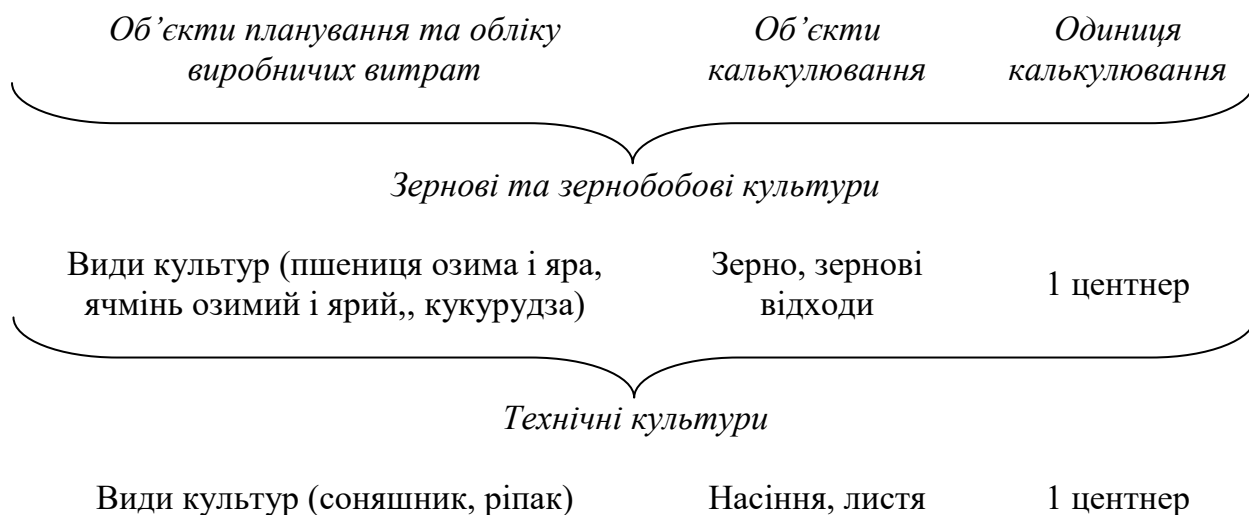 Об’єкти планування та обліку Об’єкти Одиниця
виробничих витрат калькулювання калькулювання
Зернові та зернобобові культури
Види культур (пшениця озима і яра, Зерно, зернові
ячмінь озимий і ярий,, кукурудза) відходи 1 центнер
Технічні культури
Види культур (соняшник, ріпак) Насіння, листя 1 центнер